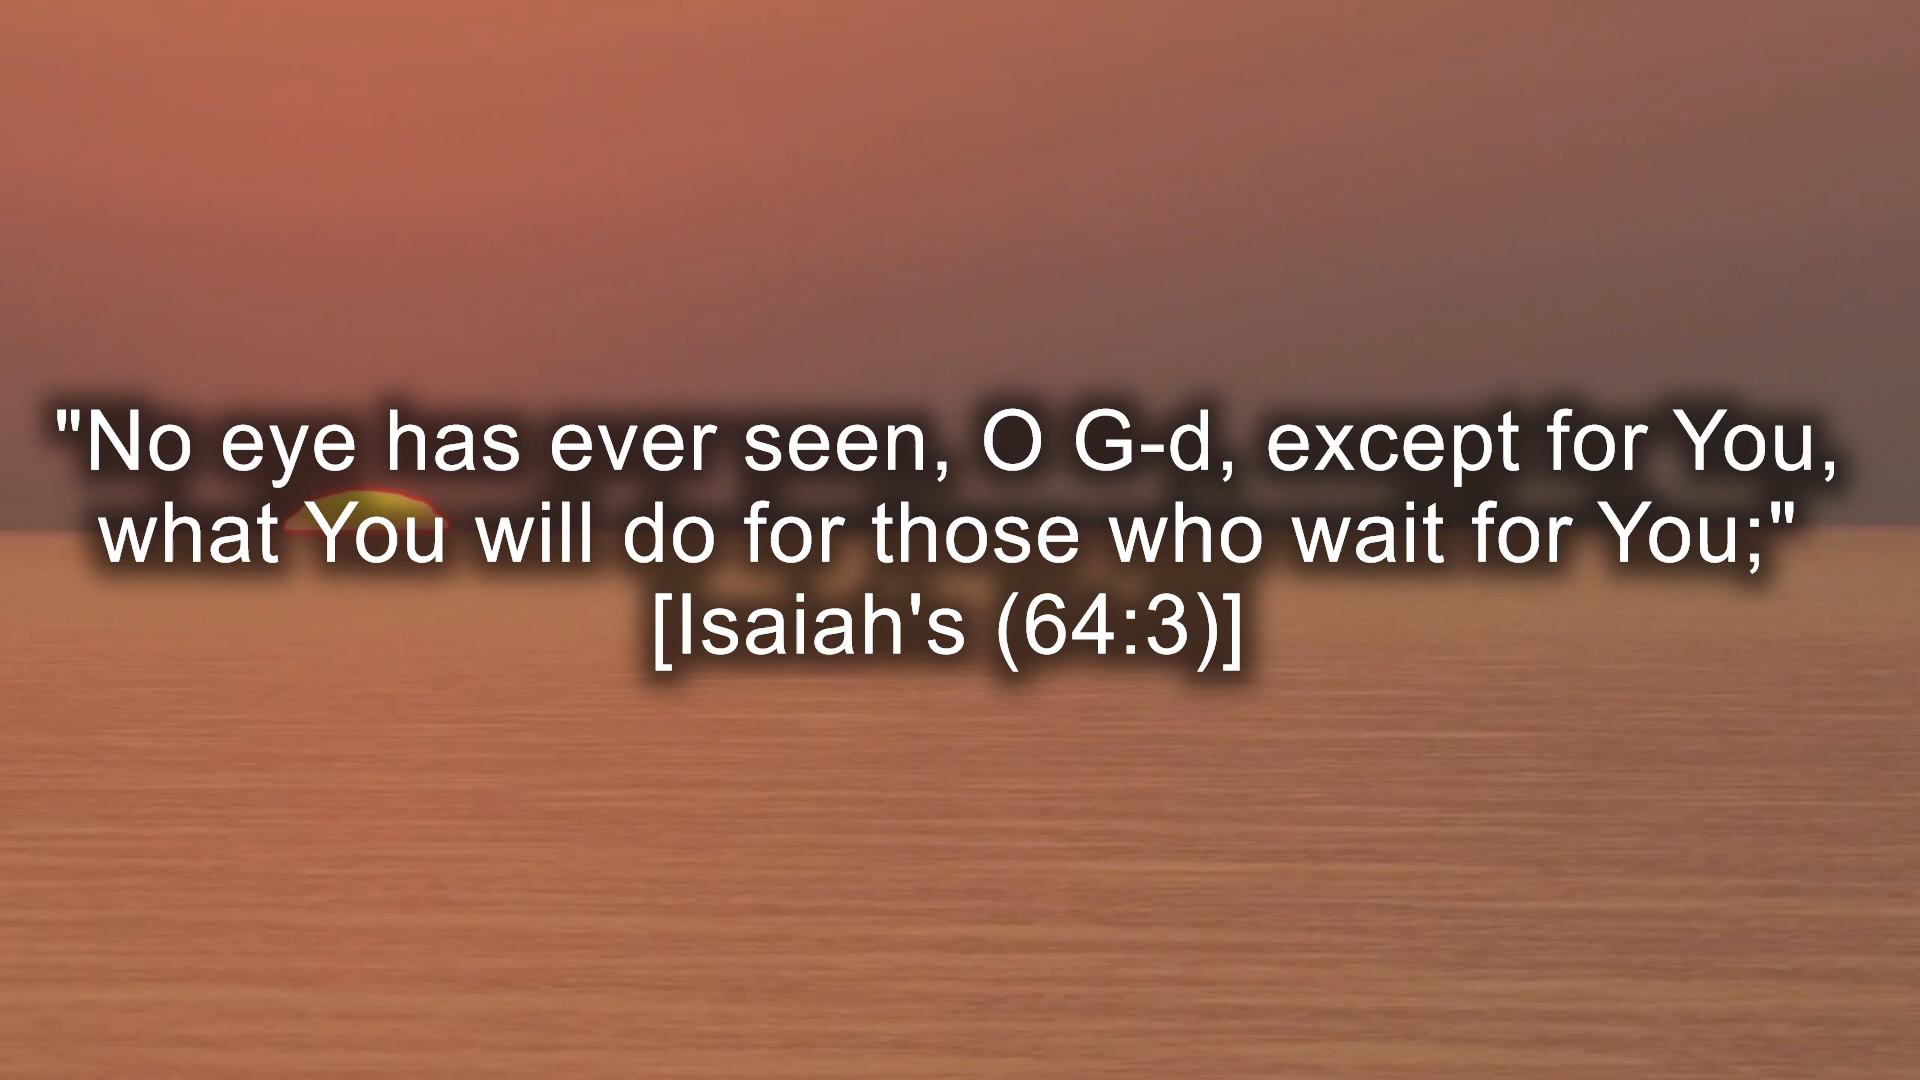 "No eye has ever seen, O G-d, except for You,
what You will do for those who wait for You;"
[Isaiah's (64:3)]